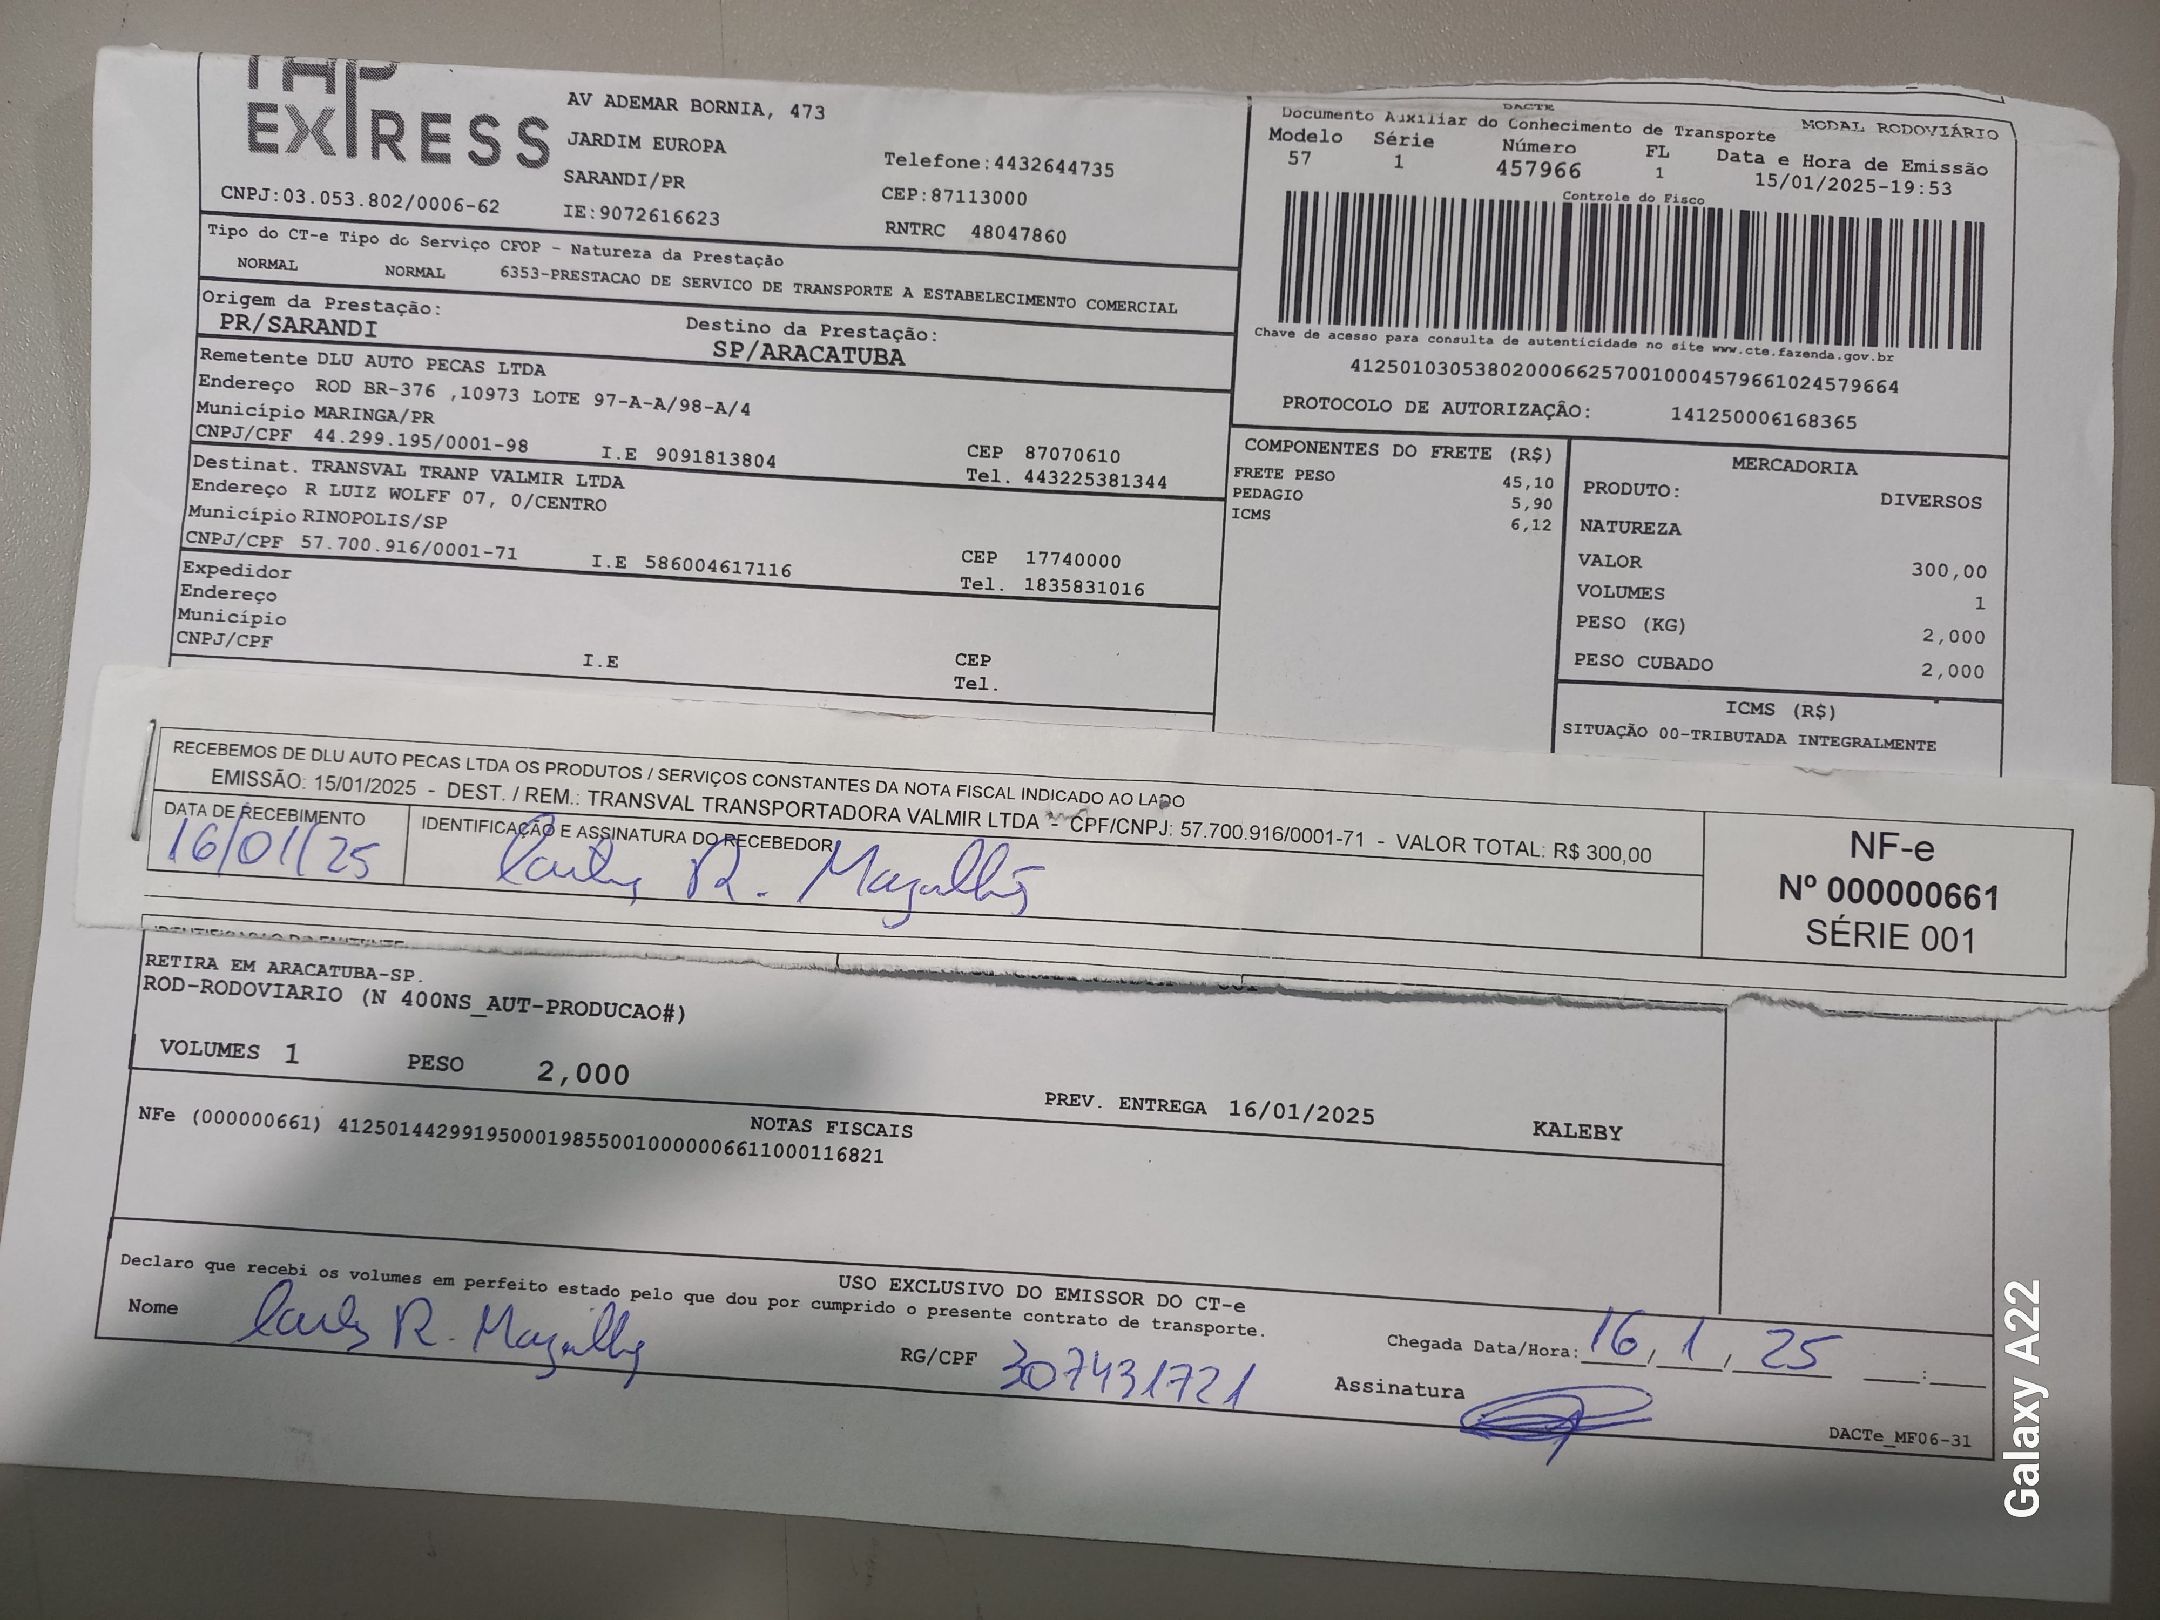 TAP
EXPRESS
AV ADEMAR BORNIA, 473
JARDIM EUROPA
SARANDI/PR
IE:9072616623
Telefone:4432644735
CEP:87113000
RNTRC 48047860
CNPJ:03.053.802/0006-62
DACTE
Documento Auxiliar do Conhecimento de Transporte MODAL RODOVIÁRIO
Modelo Série Número FL Data e Hora de Emissão
57 1 457966 1 15/01/2025-19:53
Controle do Fisco
Chave de acesso para consulta de autenticidade no site www.cte.fazenda.gov.br
41250103053802000662570010004579661024579664
PROTOCOLO DE AUTORIZAÇÃO: 141250006168365
Tipo do CT-e Tipo do Serviço CFOP - Natureza da Prestação
NORMAL NORMAL 6353-PRESTACAO DE SERVICO DE TRANSPORTE A ESTABELECIMENTO COMERCIAL
Origem da Prestação: Destino da Prestação:
PR/SARANDI SP/ARACATUBA
Remetente DLU AUTO PECAS LTDA
Endereço ROD BR-376 ,10973 LOTE 97-A-A/98-A/4
Município MARINGA/PR CEP 87070610
CNPJ/CPF 44.299.195/0001-98 I.E 9091813804 Tel. 443225381344
Destinat. TRANSVAL TRANP VALMIR LTDA
Endereço R LUIZ WOLFF 07, 0/CENTRO
Município RINOPOLIS/SP CEP 17740000
CNPJ/CPF 57.700.916/0001-71 I.E 586004617116 Tel. 1835831016
Expedidor
Endereço
Município CEP
CNPJ/CPF I.E Tel.
COMPONENTES DO FRETE (R$)
FRETE PESO 45,10
PEDAGIO 5,90
ICMS 6,12
MERCADORIA
PRODUTO: DIVERSOS
NATUREZA
VALOR 300,00
VOLUMES 1
PESO (KG) 2,000
PESO CUBADO 2,000
ICMS (R$)
SITUAÇÃO 00-TRIBUTADA INTEGRALMENTE
RECEBEMOS DE DLU AUTO PECAS LTDA OS PRODUTOS / SERVIÇOS CONSTANTES DA NOTA FISCAL INDICADO AO LADO
EMISSÃO: 15/01/2025 - DEST. / REM.: TRANSVAL TRANSPORTADORA VALMIR LTDA - CPF/CNPJ: 57.700.916/0001-71 - VALOR TOTAL: R$ 300,00
DATA DE RECEBIMENTO IDENTIFICAÇÃO E ASSINATURA DO RECEBEDOR
16/01/25 R.
NF-e
Nº 000000661
SÉRIE 001
IDENTIFICAÇÃO DO EMITENTE
RETIRA EM ARACATUBA-SP.
ROD-RODOVIARIO (N 400NS_AUT-PRODUCAO#)
VOLUMES 1 PESO 2,000
PREV. ENTREGA 16/01/2025 KALEBY
NOTAS FISCAIS
NFe (000000661) 41250144299195000198550010000006611000116821
USO EXCLUSIVO DO EMISSOR DO CT-e
Declaro que recebi os volumes em perfeito estado pelo que dou por cumprido o presente contrato de transporte.
Nome R. RG/CPF 307431721 Chegada Data/Hora: 16, 1, 25 :
Assinatura
DACTe_MF06-31
Galaxy A22